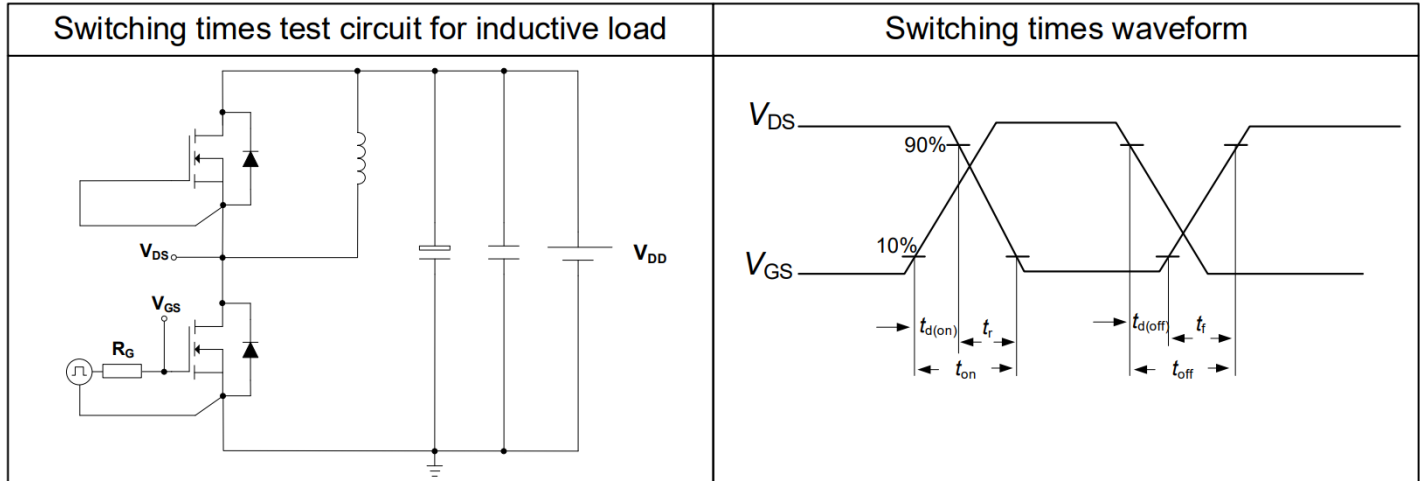 Switching times test circuit for inductive load
Switching times waveform
VDS
VGS
RG
VDD
VDS
90%
10%
VGS
td(on) tr
ton
td(off) tf
toff